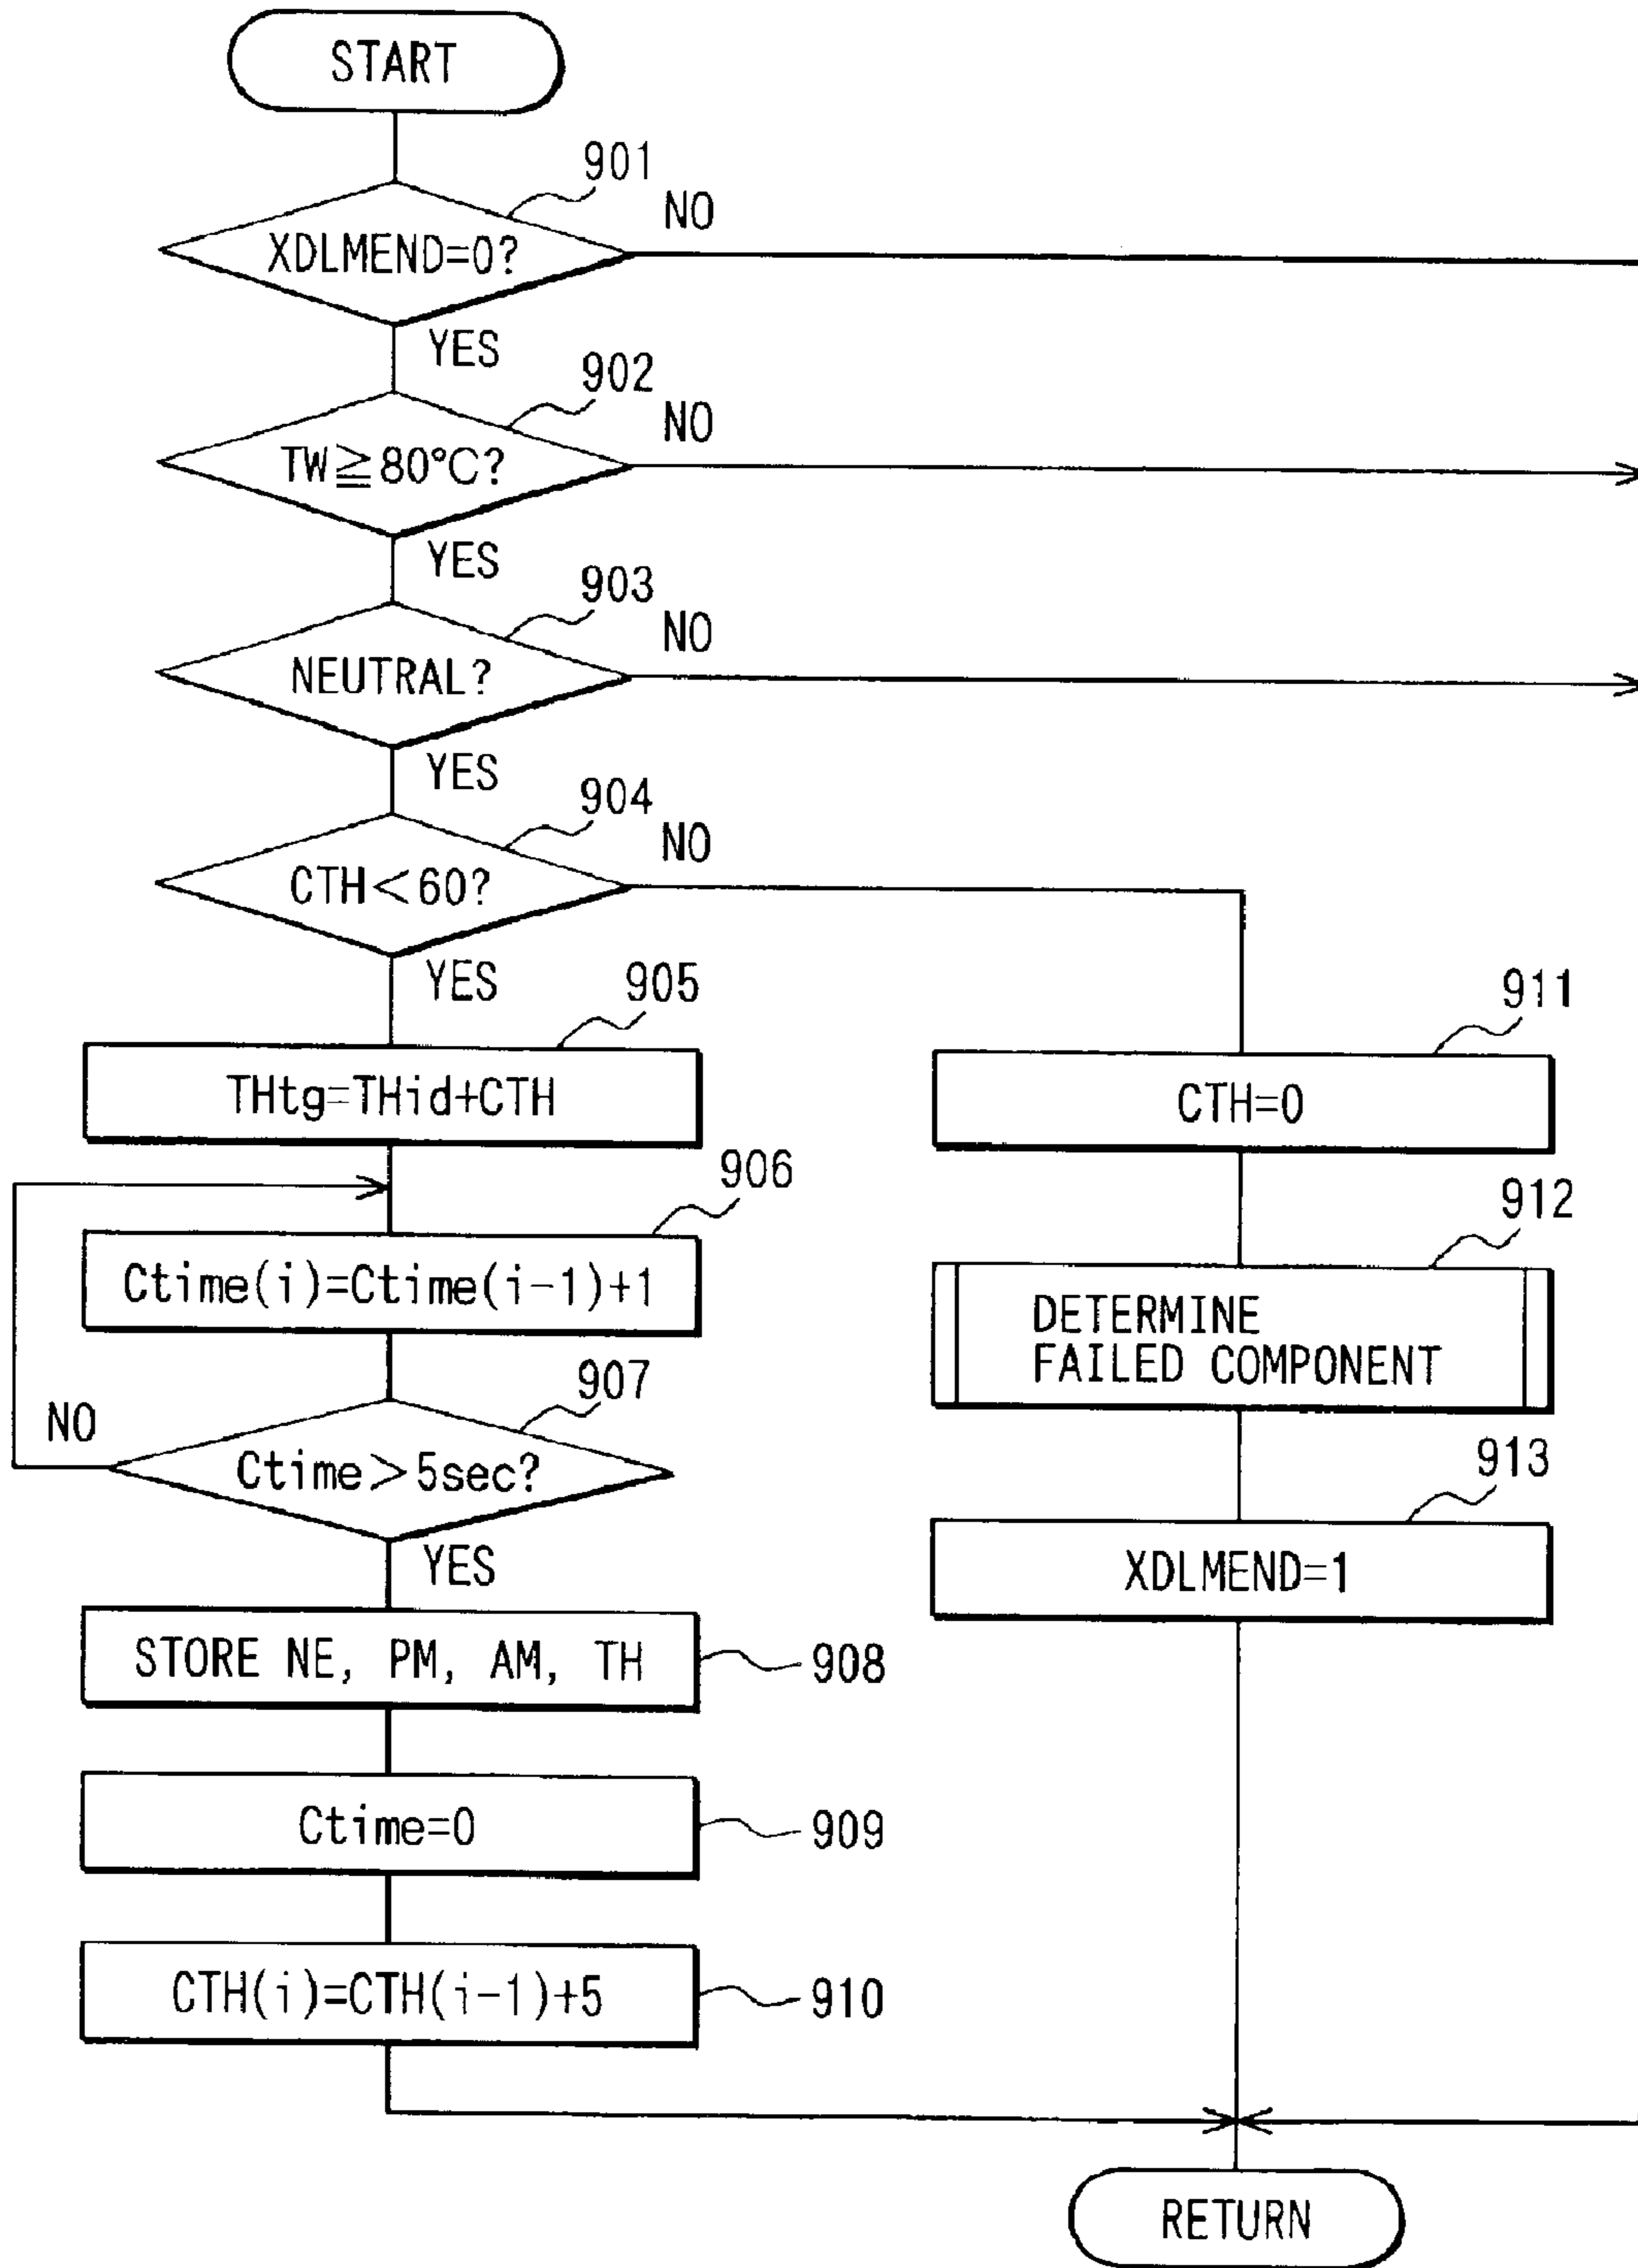 START
901
XDLMEND=0?
NO
YES
902
TW≧80°C?
NO
YES
903
NEUTRAL?
NO
YES
904
CTH<60?
NO
YES
905
THtg=THid+CTH
906
Ctime(i)=Ctime(i-1)+1
907
NO
Ctime>5sec?
YES
STORE NE, PM, AM, TH
908
Ctime=0
909
CTH(i)=CTH(i-1)+5
910
911
CTH=0
912
DETERMINE
FAILED COMPONENT
913
XDLMEND=1
RETURN